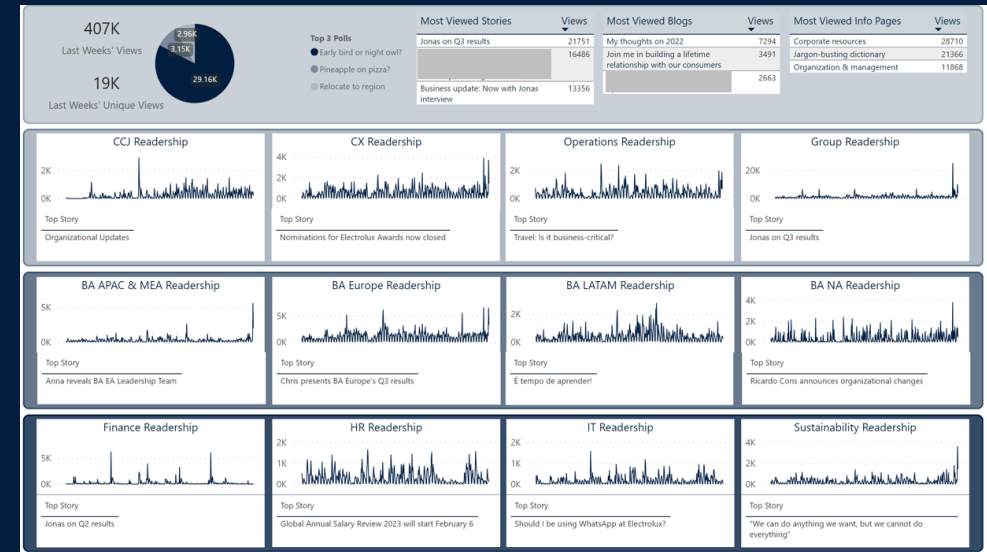 407K
Last Weeks' Views
19K
Last Weeks' Unique Views
2.96K
3.15K
29.16K
Top 3 Polls
Early bird or night owl?
Pineapple on pizza?
Relocate to region
Most Viewed Stories Views
Jonas on Q3 results 21751
16486
Business update: Now with Jonas 13356
interview
Most Viewed Blogs Views
My thoughts on 2022 7294
Join me in building a lifetime 3491
relationship with our consumers
2663
Most Viewed Info Pages Views
Corporate resources 28710
Jargon-busting dictionary 21366
Organization & management 11868
CCJ Readership
2K
0K
Top Story
Organizational Updates
CX Readership
4K
2K
0K
Top Story
Nominations for Electrolux Awards now closed
Operations Readership
2K
0K
Top Story
Travel: Is it business-critical?
Group Readership
20K
0K
Top Story
Jonas on Q3 results
BA APAC & MEA Readership
5K
0K
Top Story
Anna reveals BA EA Leadership Team
BA Europe Readership
5K
0K
Top Story
Chris presents BA Europe's Q3 results
BA LATAM Readership
2K
0K
Top Story
É tempo de aprender!
BA NA Readership
4K
2K
0K
Top Story
Ricardo Cons announces organizational changes
Finance Readership
5K
0K
Top Story
Jonas on Q2 results
HR Readership
2K
1K
0K
Top Story
Global Annual Salary Review 2023 will start February 6
IT Readership
2K
1K
0K
Top Story
Should I be using WhatsApp at Electrolux?
Sustainability Readership
4K
2K
0K
Top Story
"We can do anything we want, but we cannot do
everything"